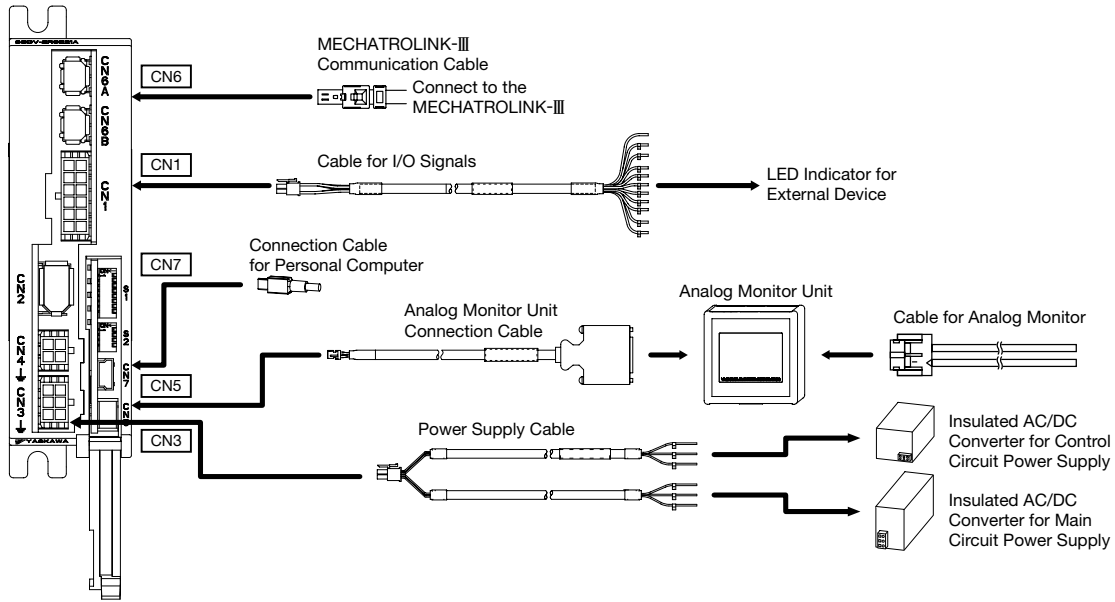 CN6A
CN6B
CN1
CN2
CN4
CN3
S1
S2
CN7
YASKAWA
CN6
MECHATROLINK-Ⅲ
Communication Cable
Connect to the
MECHATROLINK-Ⅲ
CN1
Cable for I/O Signals
LED Indicator for
External Device
CN7
Connection Cable
for Personal Computer
Analog Monitor Unit
Connection Cable
Analog Monitor Unit
Cable for Analog Monitor
CN5
CN3
Power Supply Cable
Insulated AC/DC
Converter for Control
Circuit Power Supply
Insulated AC/DC
Converter for Main
Circuit Power Supply